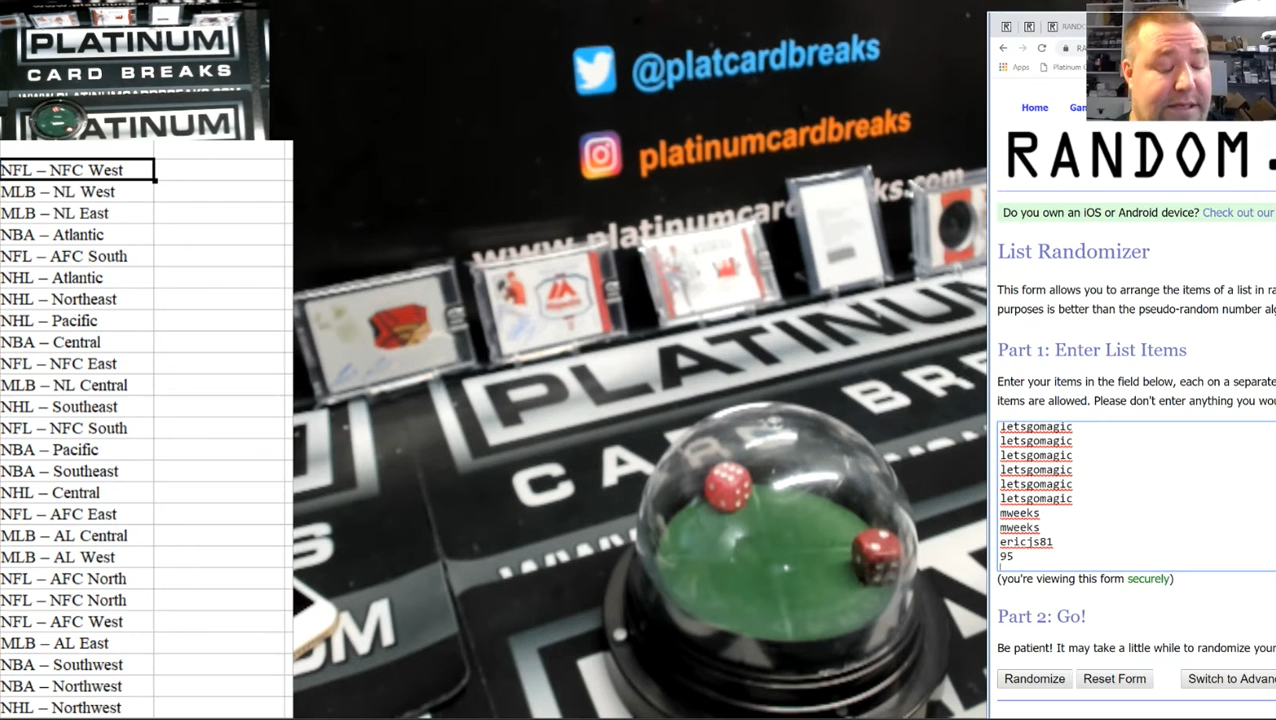 PLATINUM
CARD BREAKS
PLATINUM
NFL – NFC West
MLB – NL West
MLB – NL East
NBA – Atlantic
NFL – AFC South
NHL – Atlantic
NHL – Northeast
NHL – Pacific
NBA – Central
NFL – NFC East
MLB – NL Central
NHL – Southeast
NFL – NFC South
NBA – Pacific
NBA – Southeast
NHL – Central
NFL – AFC East
MLB – AL Central
MLB – AL West
NFL – AFC North
NFL – NFC North
NFL – AFC West
MLB – AL East
NBA – Southwest
NBA – Northwest
NHL – Northwest
@platcardbreaks
platinumcardbreaks
www.platinumcardbreaks.com
PLATINUM
CARD BR
Apps
Home
RANDOM.
Do you own an iOS or Android device? Check out our
List Randomizer
This form allows you to arrange the items of a list in ra
purposes is better than the pseudo-random number al
Part 1: Enter List Items
Enter your items in the field below, each on a separate
items are allowed. Please don't enter anything you wou
letsgomagic
letsgomagic
letsgomagic
letsgomagic
letsgomagic
letsgomagic
mweeks
mweeks
ericjs81
95
(you're viewing this form securely)
Part 2: Go!
Be patient! It may take a little while to randomize your
Randomize Reset Form Switch to Advan